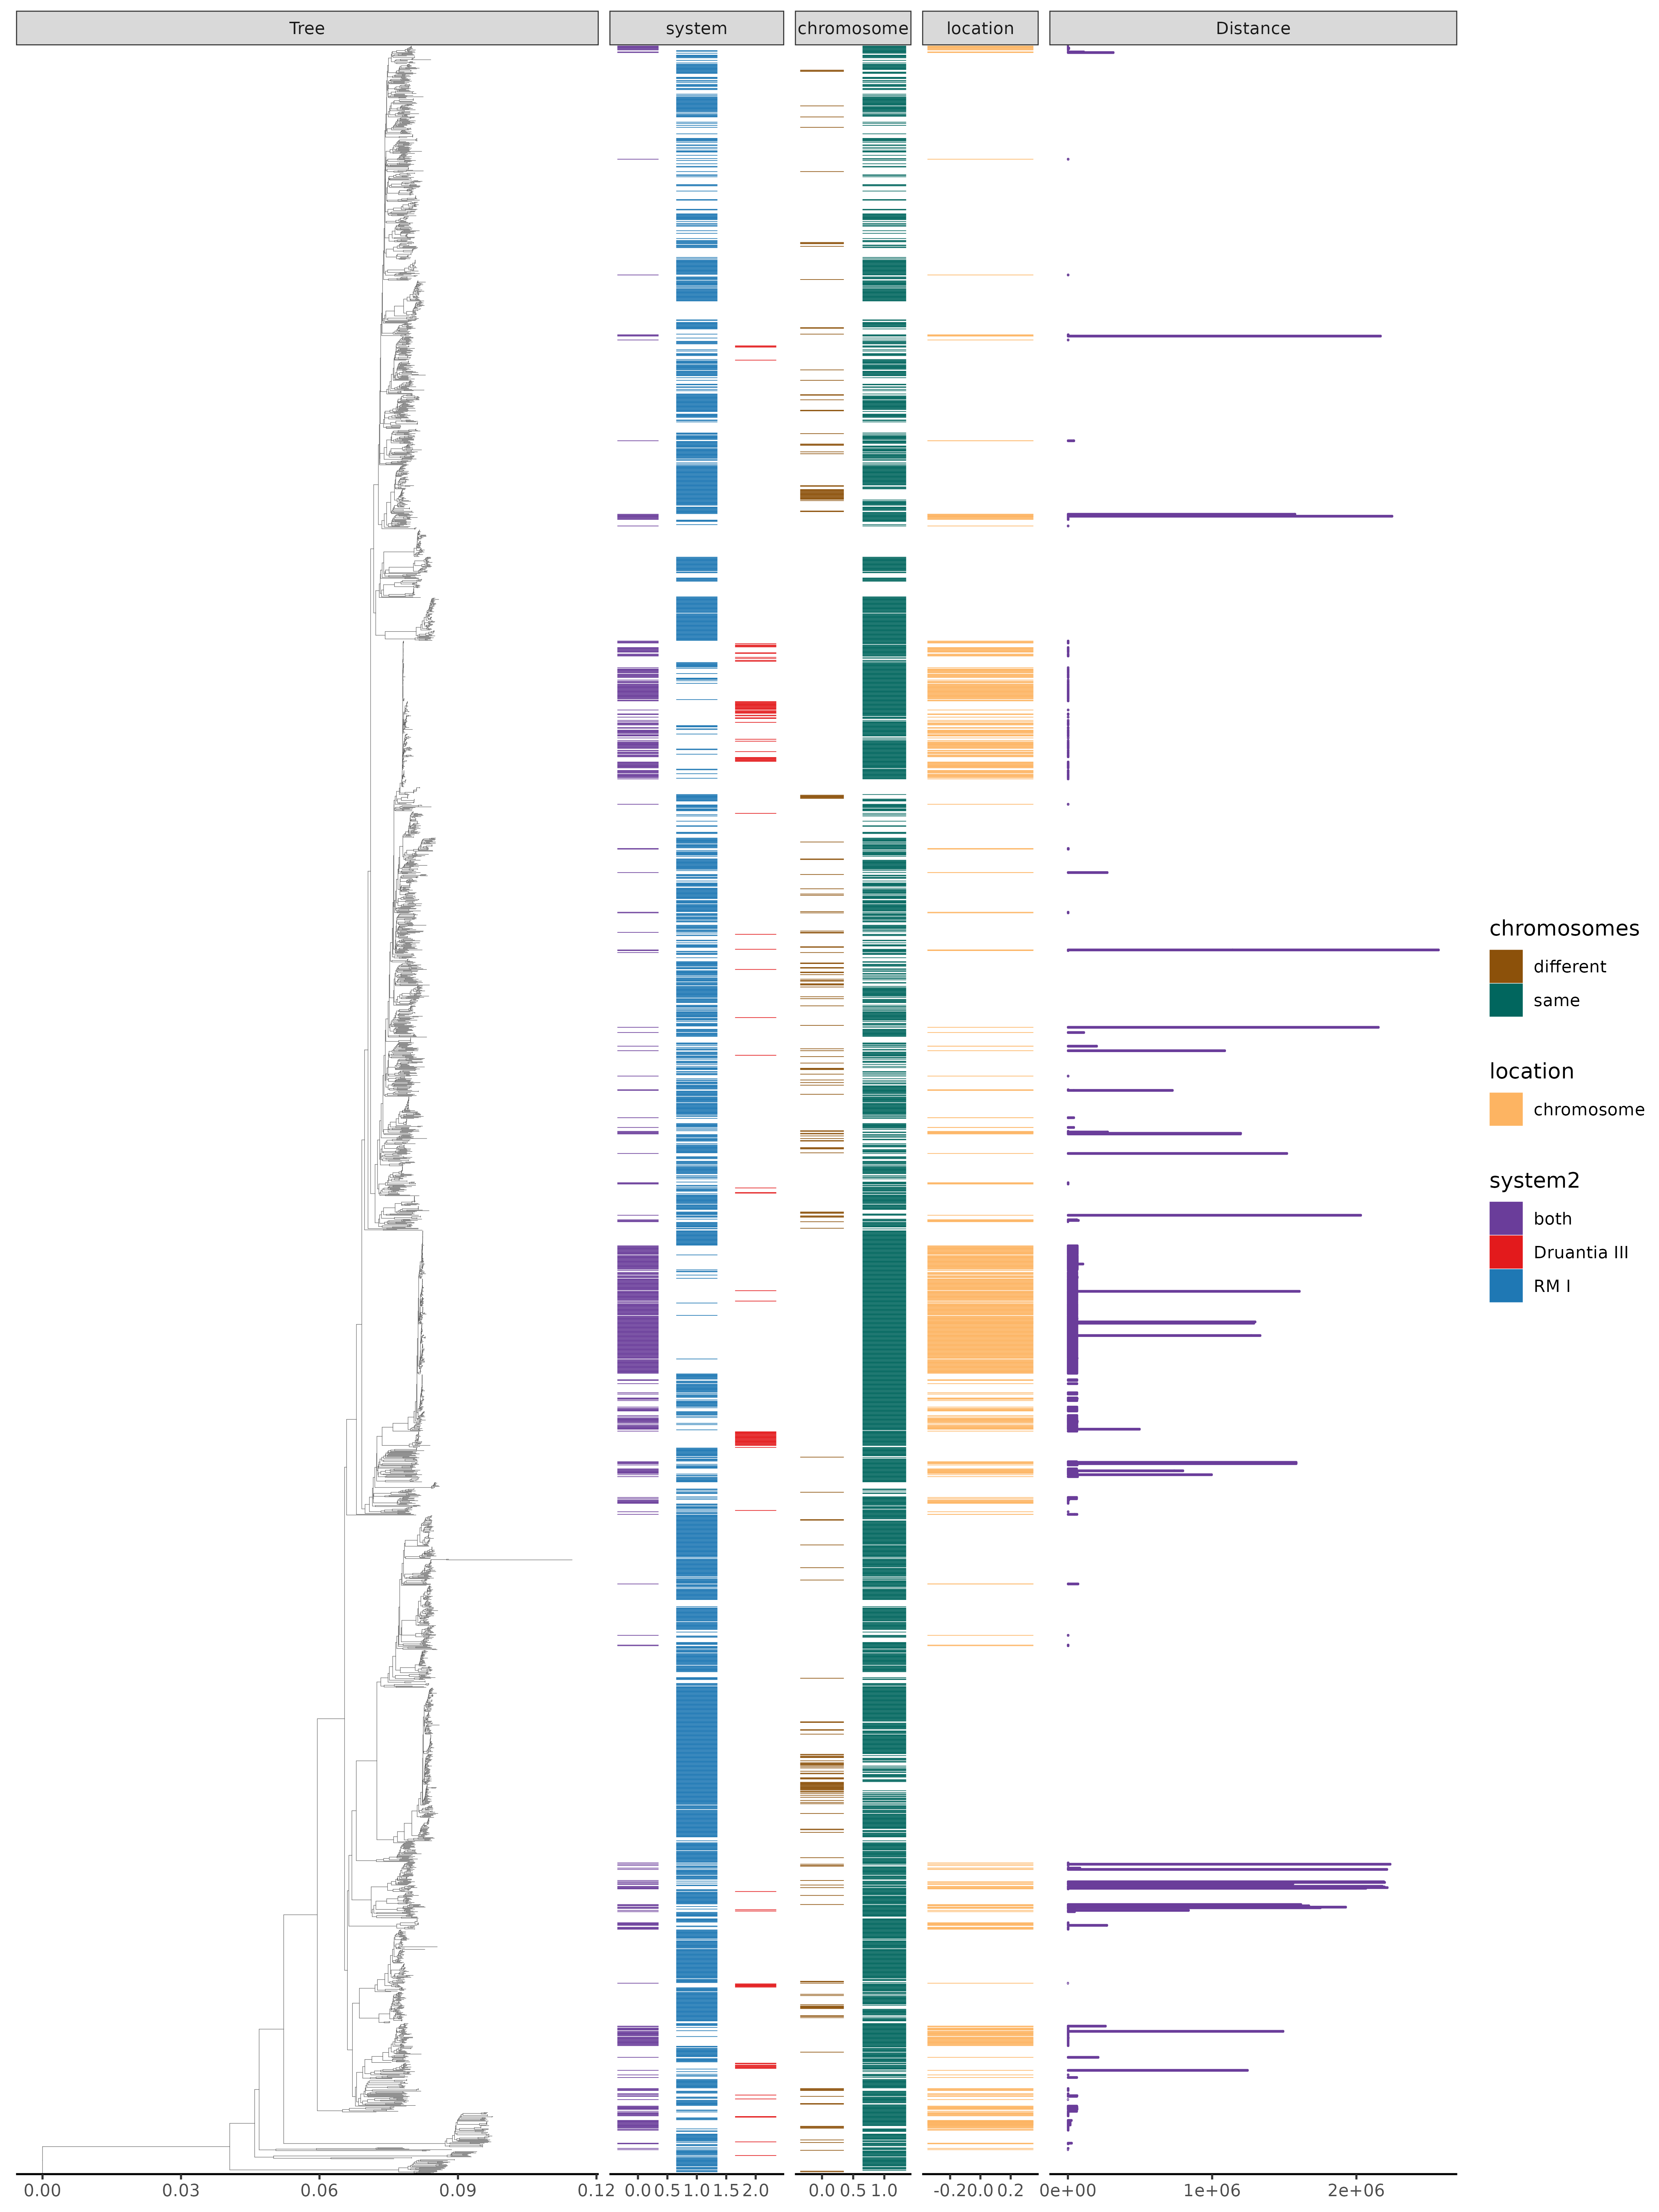 Tree system chromosome location Distance
chromosomes
different
same
location
chromosome
system2
both
Druantia III
RM I
0.00 0.03 0.06 0.09 0.12 0.0 0.5 1.0 1.5 2.0 0.0 0.5 1.0 -0.2 0.0 0.2 0e+00 1e+06 2e+06